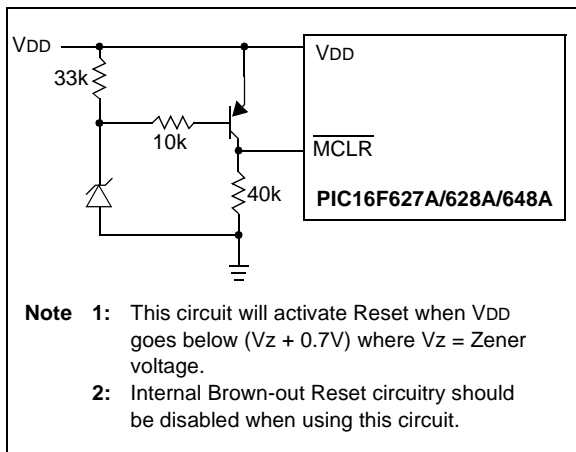 VDD
VDD
33k
10k
MCLR
40k
PIC16F627A/628A/648A
Note 1: This circuit will activate Reset when VDD
goes below (Vz + 0.7V) where Vz = Zener
voltage.
2: Internal Brown-out Reset circuitry should
be disabled when using this circuit.